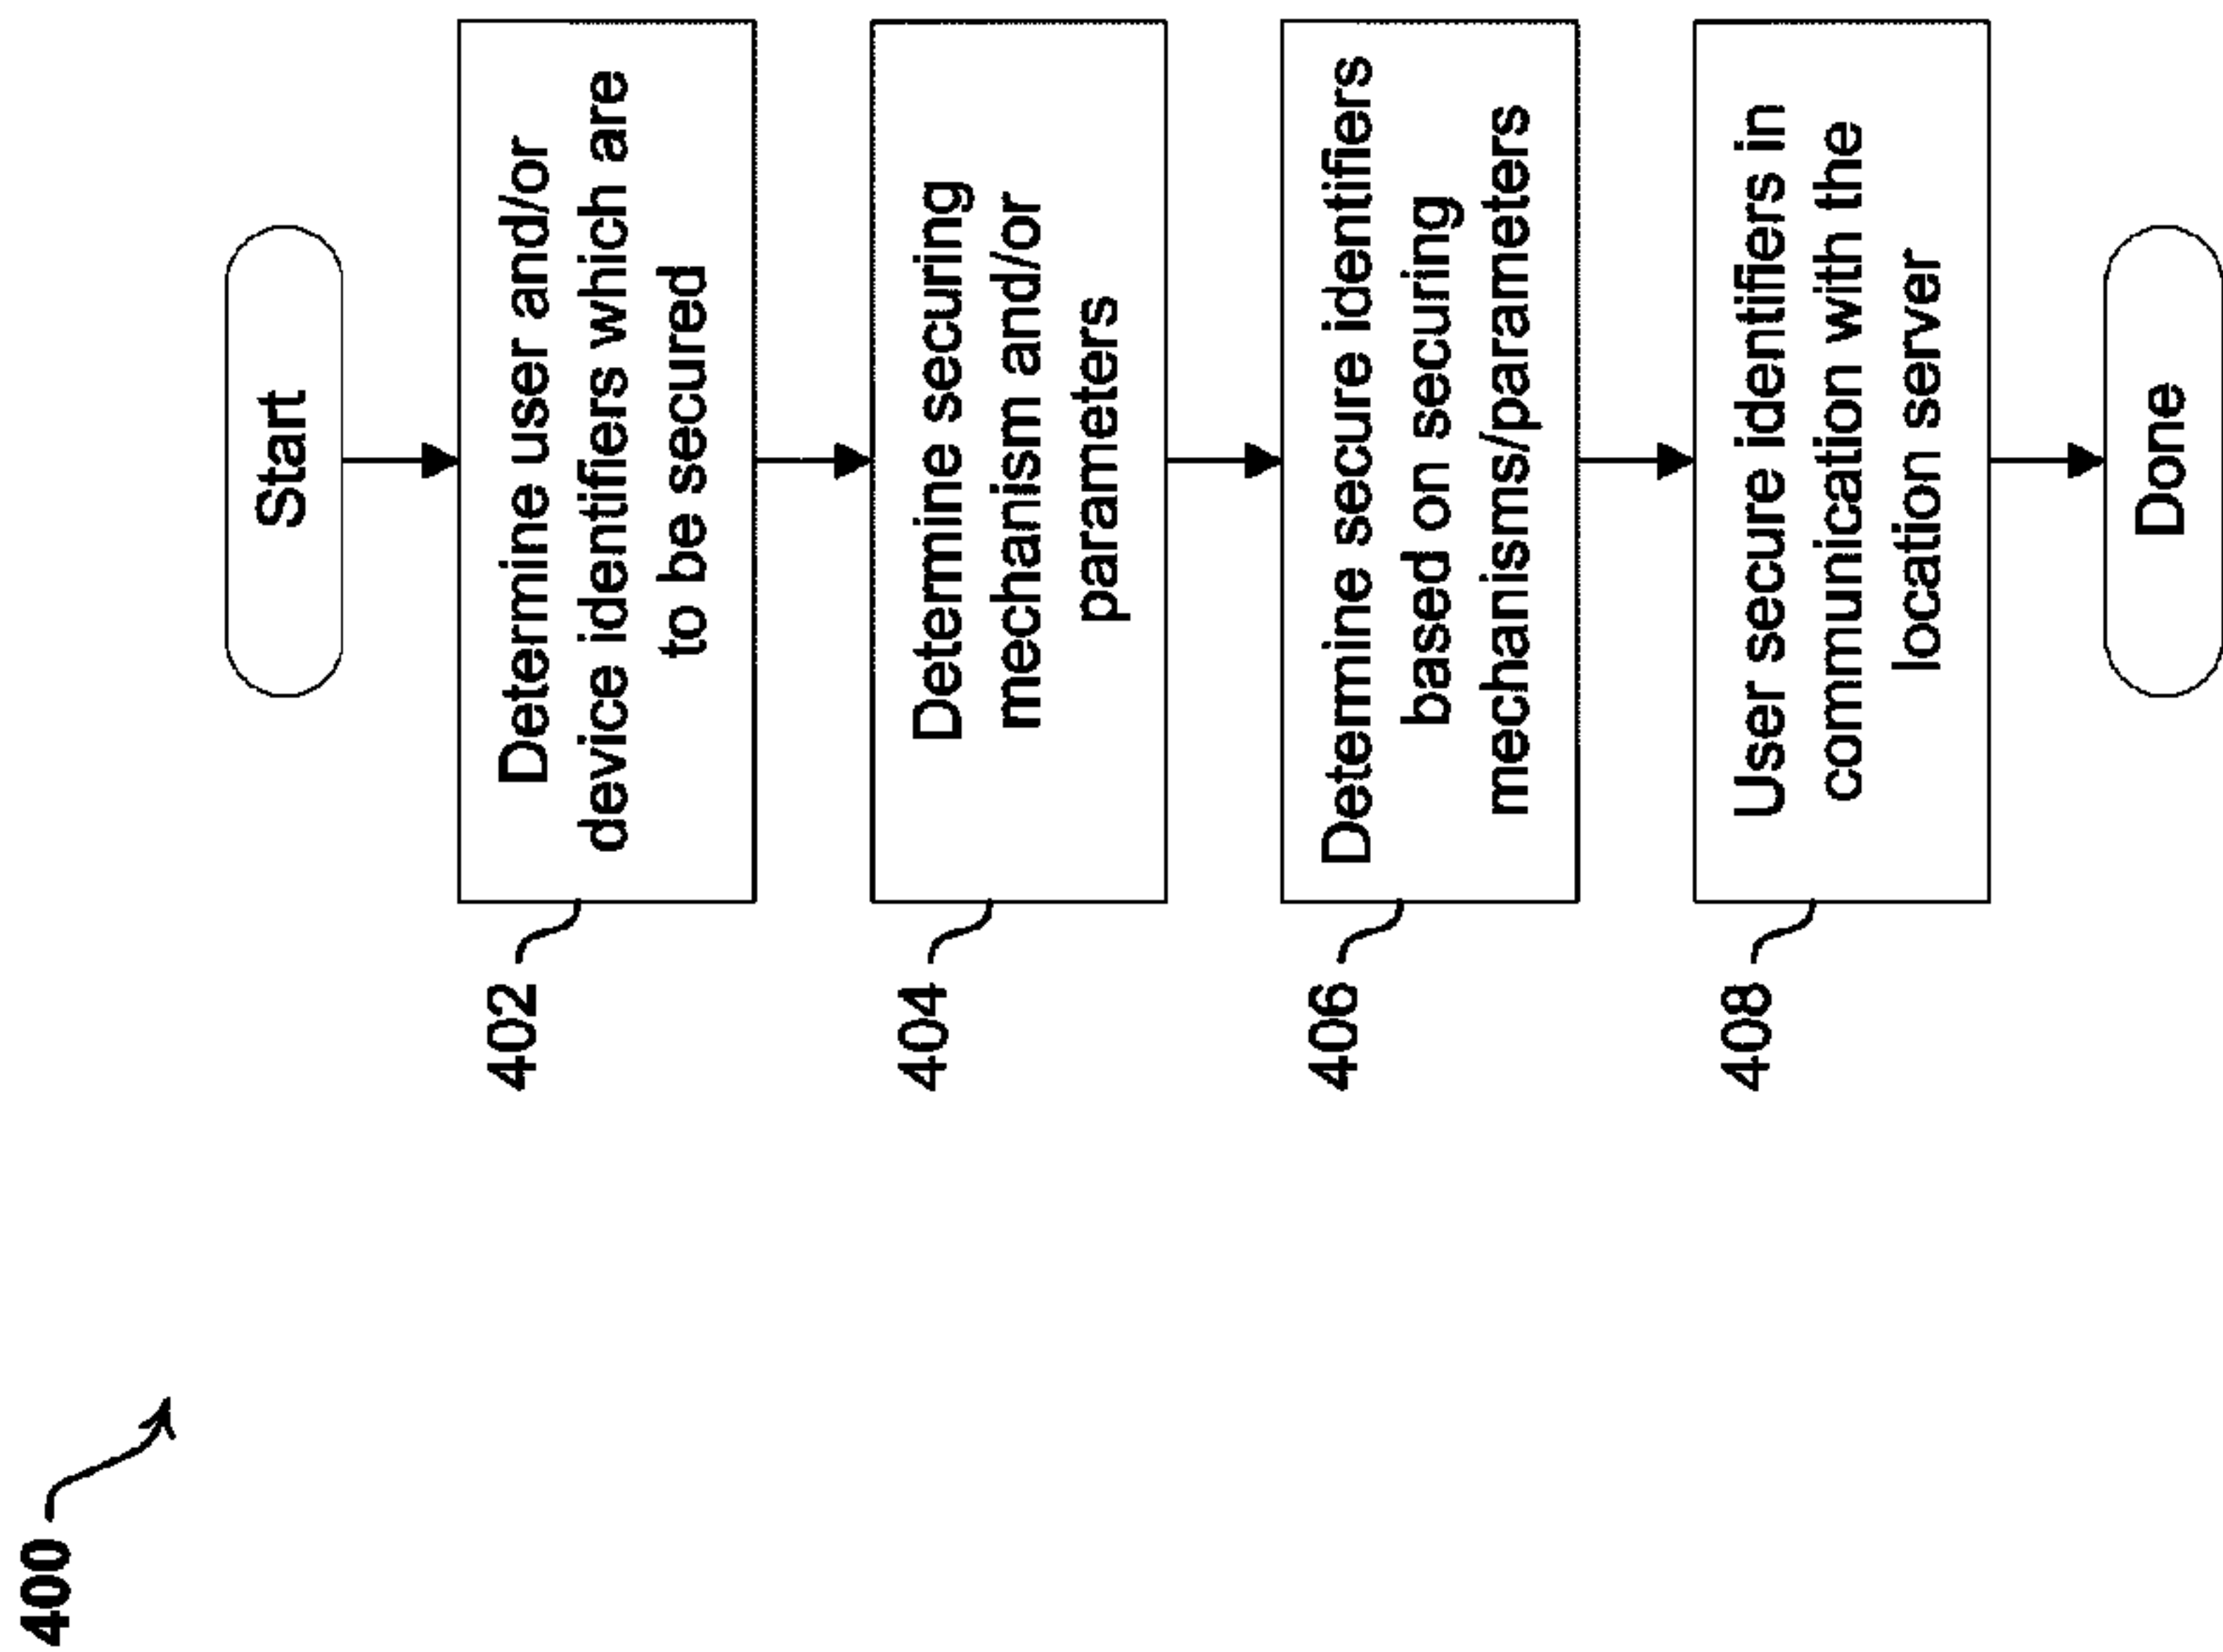 400
Start
402
Determine user and/or
device identifiers which are
to be secured
404
Determine securing
mechanism and/or
parameters
406
Determine secure identifiers
based on securing
mechanisms/parameters
408
User secure identifiers in
communication with the
location server
Done